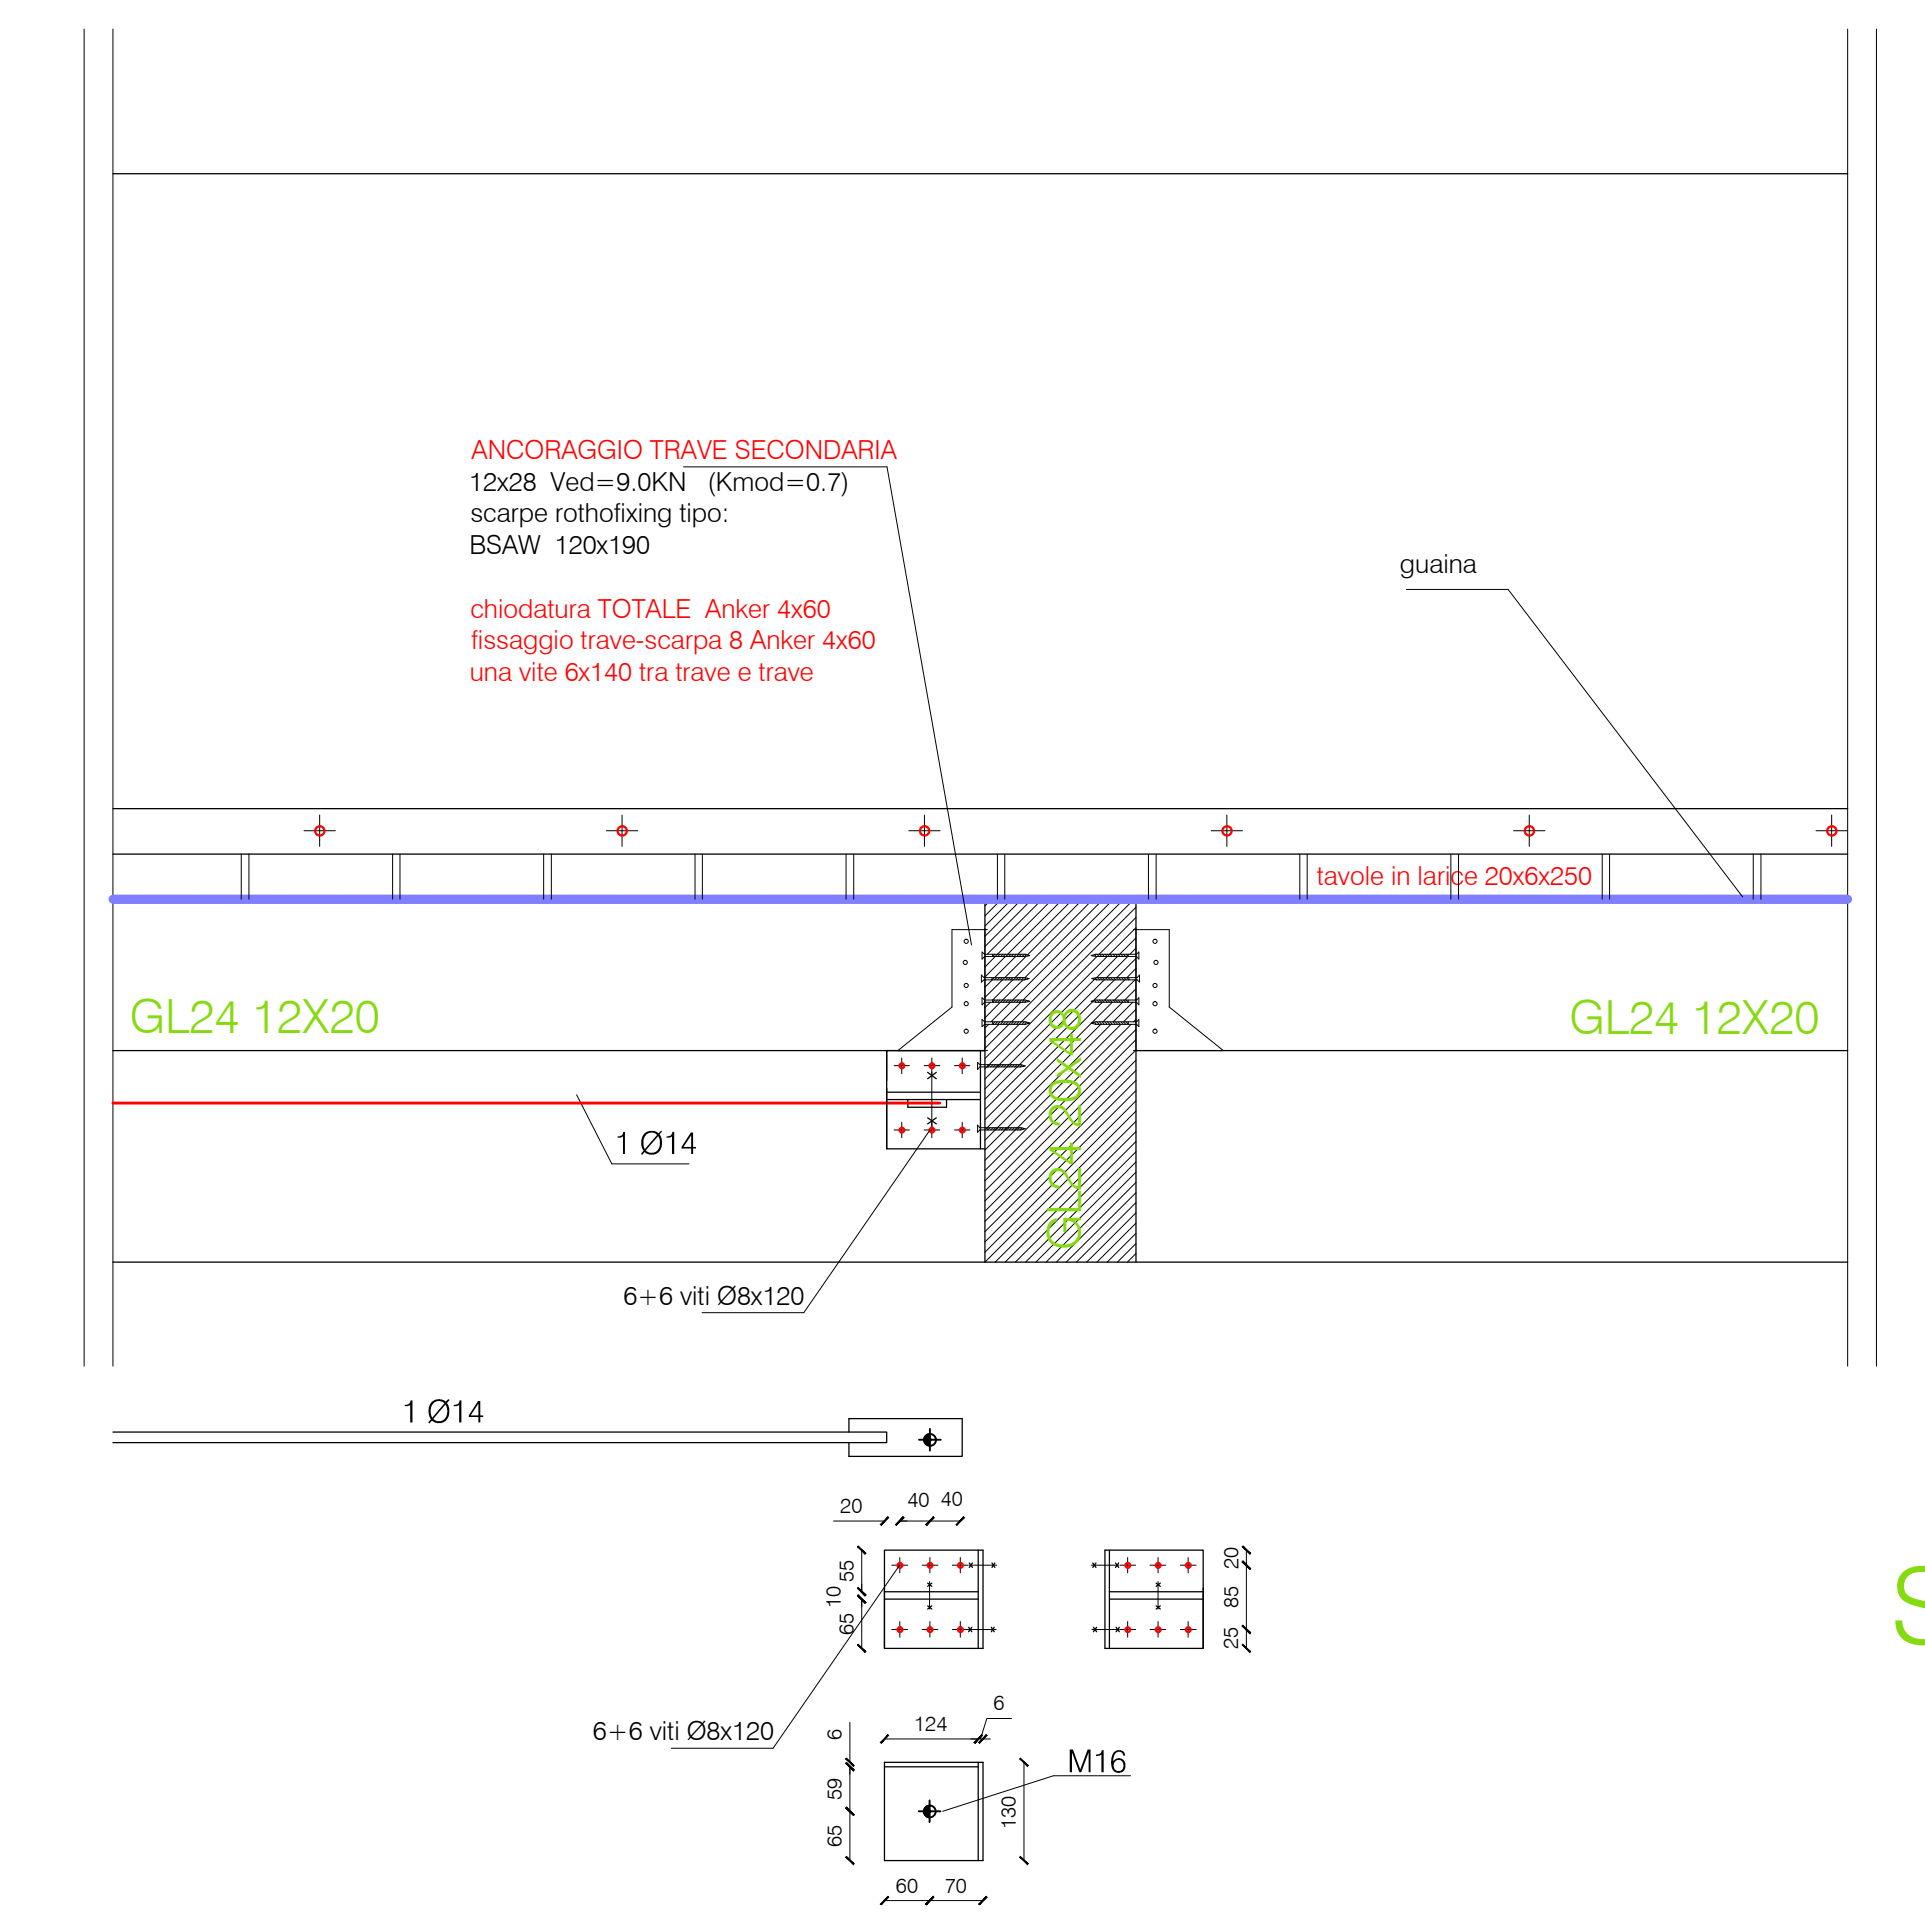 ANCORAGGIO TRAVE SECONDARIA
12x28 Ved=9.0KN (Kmod=0.7)
scarpe rothofixing tipo:
BSAW 120x190
guaina
chiodatura TOTALE Anker 4x60
fissaggio trave-scarpa 8 Anker 4x60
una vite 6x140 tra trave e trave
tavole in larice 20x6x250
GL24 12X20
GL24 12X20
GL24 20x48
1 Ø14
6+6 viti Ø8x120
1 Ø14
20
40
40
55
10
65
20
85
25
6+6 viti Ø8x120
6
124
6
M16
59
65
130
60
70
S